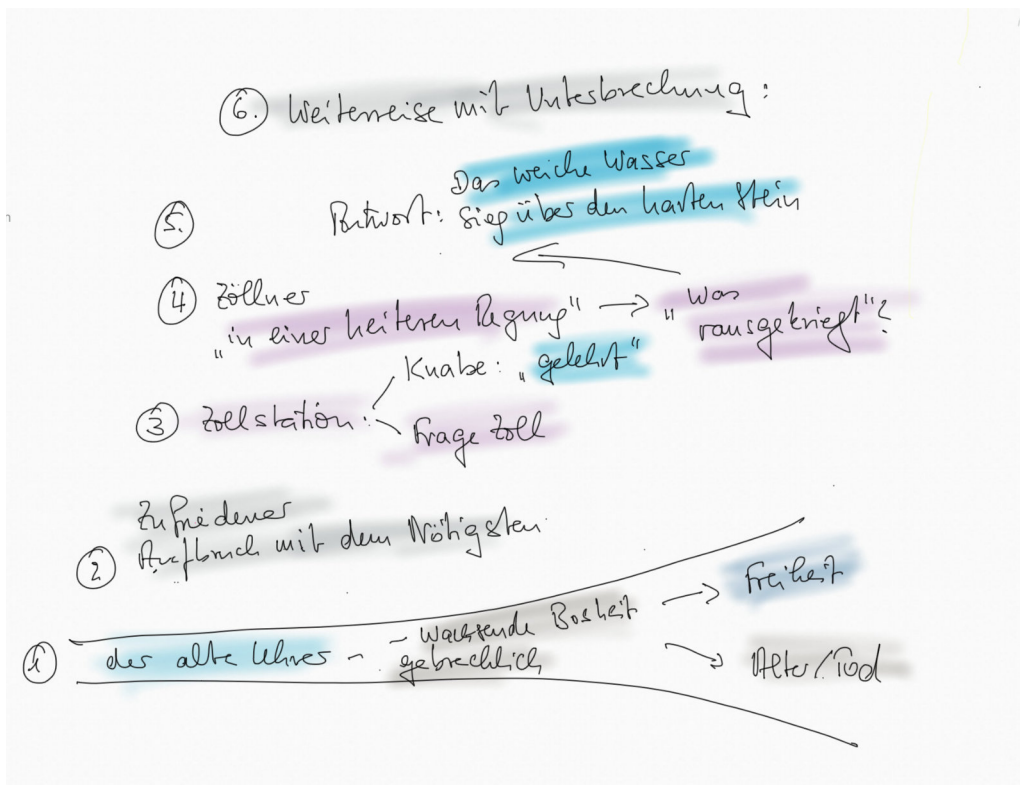 6. Weiterreise mit Unterbrechung:
Das weiche Wasser
5. Antwort: Sieg über den harten Stein
4 Zöllner
„in einer heiteren Regung“ → „Was
rausgekriegt“?
Knabe: „gelehrt“
3 Zollstation:
Frage Zoll
Zufriedener
2 Aufbruch mit dem Nötigsten
- wachsende Bosheit → Freiheit
1 der alte Lehrer - gebrechlich → Alter/Tod